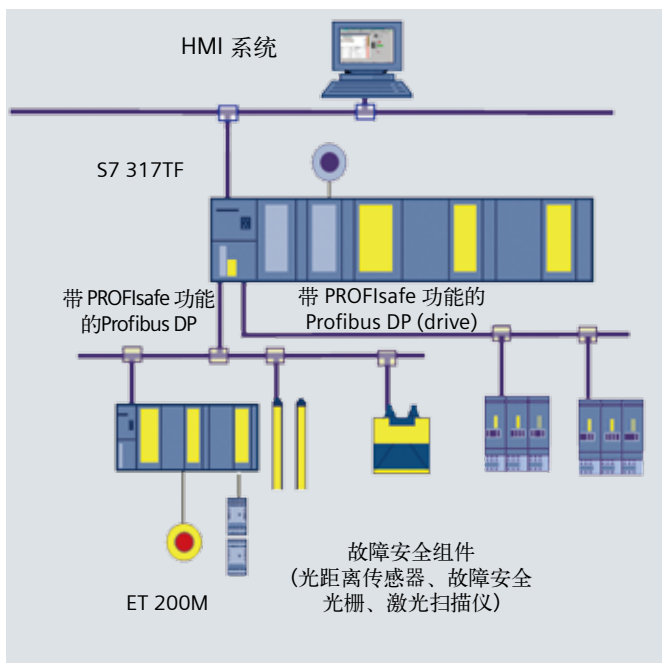 HMI 系统
S7 317TF
带 PROFIsafe 功能
的Profibus DP
带 PROFIsafe 功能的
Profibus DP (drive)
故障安全组件
(光距离传感器、故障安全
光栅、激光扫描仪)
ET 200M